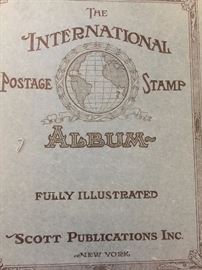 THE
INTERNATIONAL
POSTAGE STAMP
ALBUM
FULLY ILLUSTRATED
SCOTT PUBLICATIONS INC.
NEW YORK